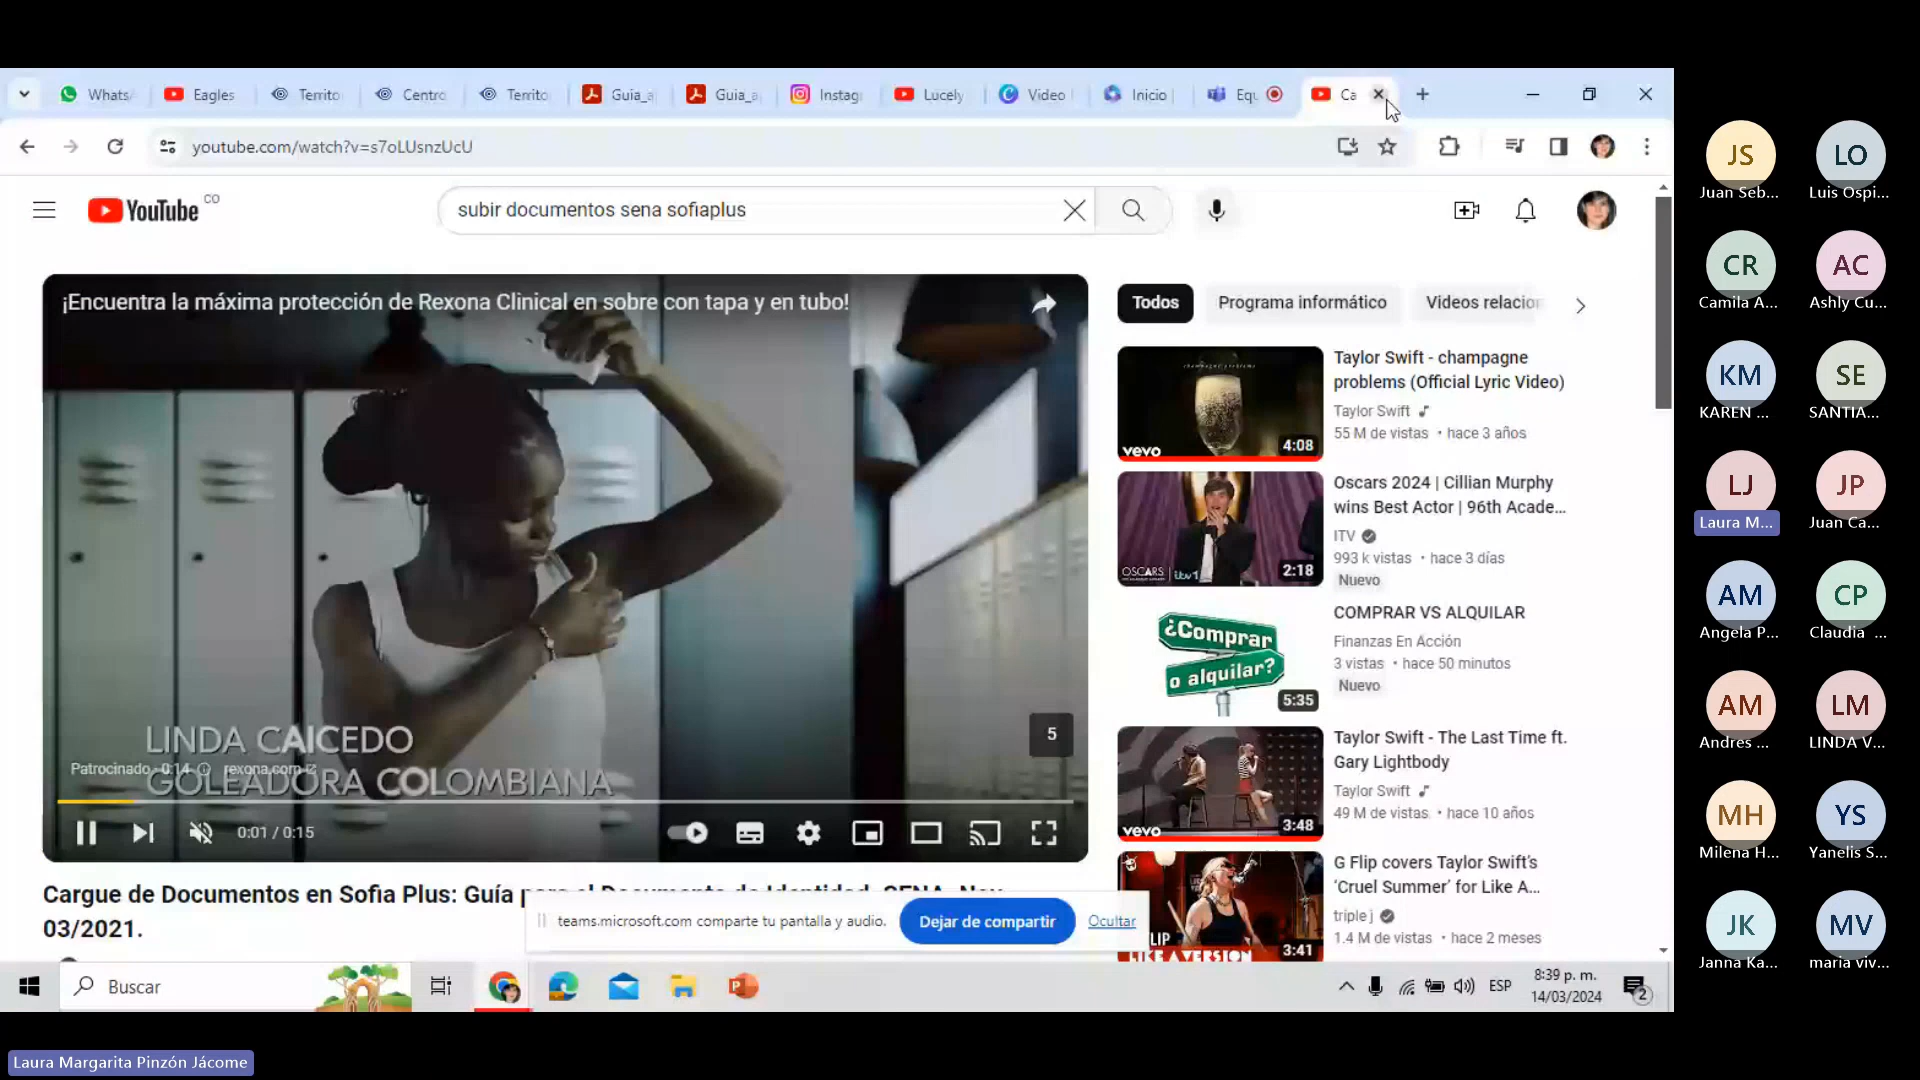 Whats
Eagles
Territo
Centro
Territo
Guia_a
Guia_a
Instag
Lucely
Video
Inicio
Equ
Ca
youtube.com/watch?v=s7oLUsnzUcU
YouTube CO
subir documentos sena sofiaplus
¡Encuentra la máxima protección de Rexona Clinical en sobre con tapa y en tubo!
LINDA CAICEDO
GOLEADORA COLOMBIANA
Patrocinado · 0:14 rexona.com
5
0:01 / 0:15
Cargue de Documentos en Sofia Plus: Guía
03/2021.
Todos
Programa informático
Videos relacion
Taylor Swift - champagne
problems (Official Lyric Video)
Taylor Swift
55 M de vistas • hace 3 años
vevo
4:08
Oscars 2024 | Cillian Murphy
wins Best Actor | 96th Acade...
ITV
993 k vistas • hace 3 días
Nuevo
OSCARS itv1
2:18
COMPRAR VS ALQUILAR
Finanzas En Acción
3 vistas • hace 50 minutos
Nuevo
¿Comprar
o alquilar?
5:35
Taylor Swift - The Last Time ft.
Gary Lightbody
Taylor Swift
49 M de vistas • hace 10 años
vevo
3:48
G Flip covers Taylor Swift's
'Cruel Summer' for Like A...
triple j
1.4 M de vistas • hace 2 meses
LIP
LIKE A VERSION
3:41
teams.microsoft.com comparte tu pantalla y audio.
Dejar de compartir
Ocultar
Buscar
ESP
8:39 p. m.
14/03/2024
2
JS
Juan Seb...
LO
Luis Ospi...
CR
Camila A...
AC
Ashly Cu...
KM
KAREN ...
SE
SANTIA...
LJ
Laura M...
JP
Juan Ca...
AM
Angela P...
CP
Claudia ...
AM
Andres ...
LM
LINDA V...
MH
Milena H...
YS
Yanelis S...
JK
Janna Ka...
MV
maria viv...
Laura Margarita Pinzón Jácome